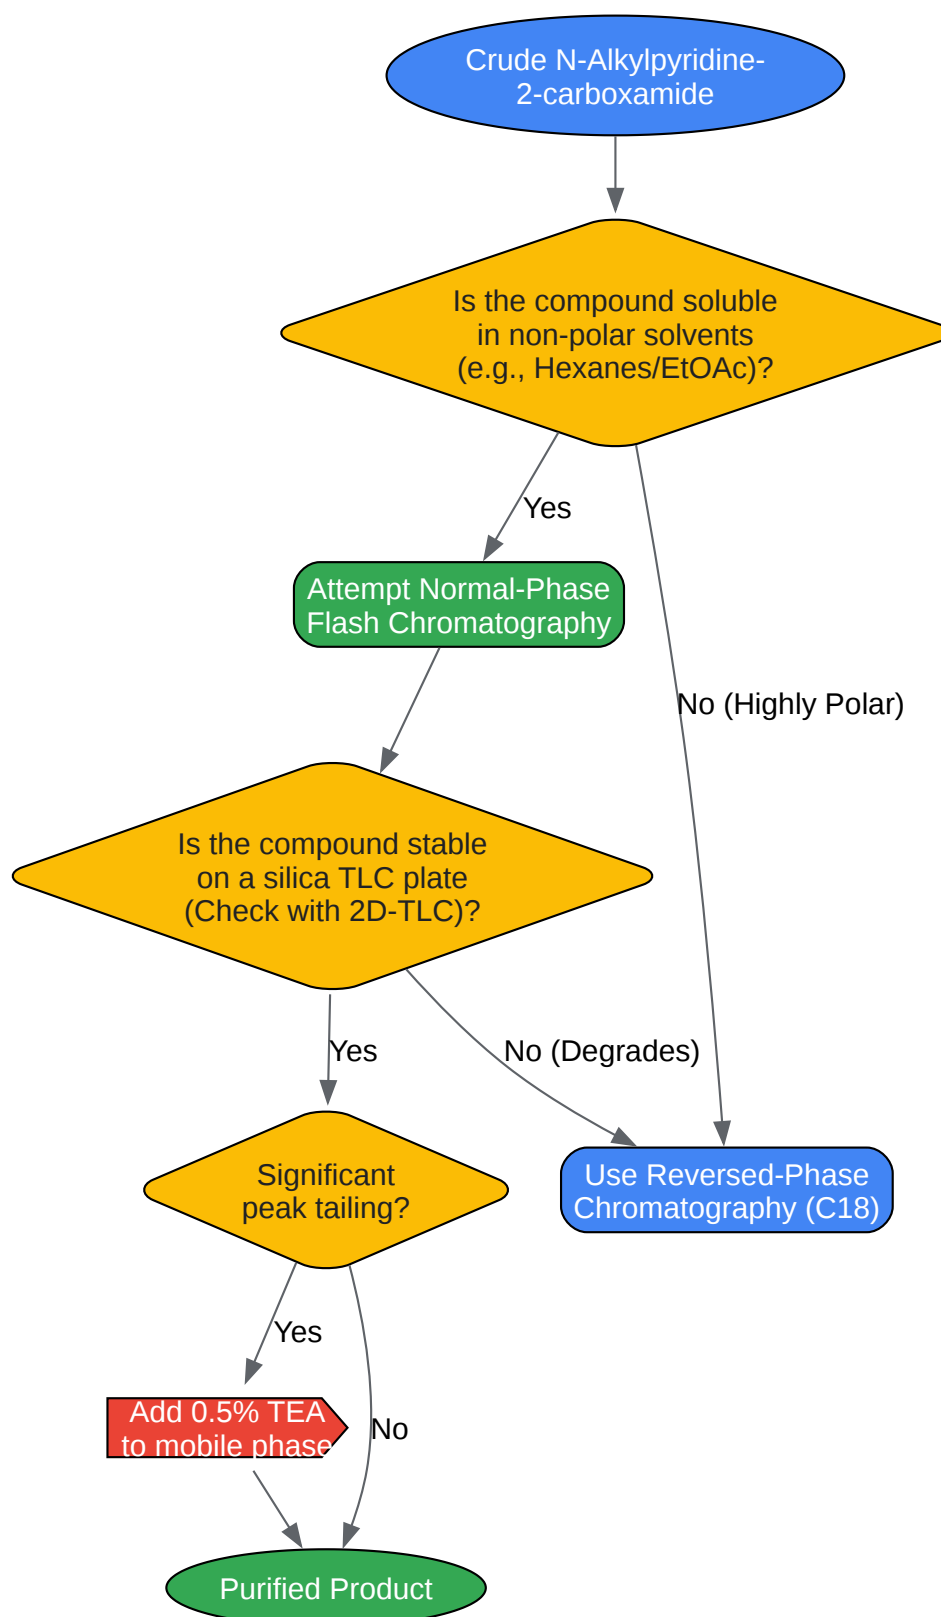 Crude N-Alkylpyridine-
2-carboxamide
Is the compound soluble
in non-polar solvents
(e.g., Hexanes/EtOAc)?
Yes
Attempt Normal-Phase
Flash Chromatography
No (Highly Polar)
Is the compound stable
on a silica TLC plate
(Check with 2D-TLC)?
Yes
No (Degrades)
Significant
peak tailing?
Use Reversed-Phase
Chromatography (C18)
Yes
Add 0.5% TEA
to mobile phase
No
Purified Product